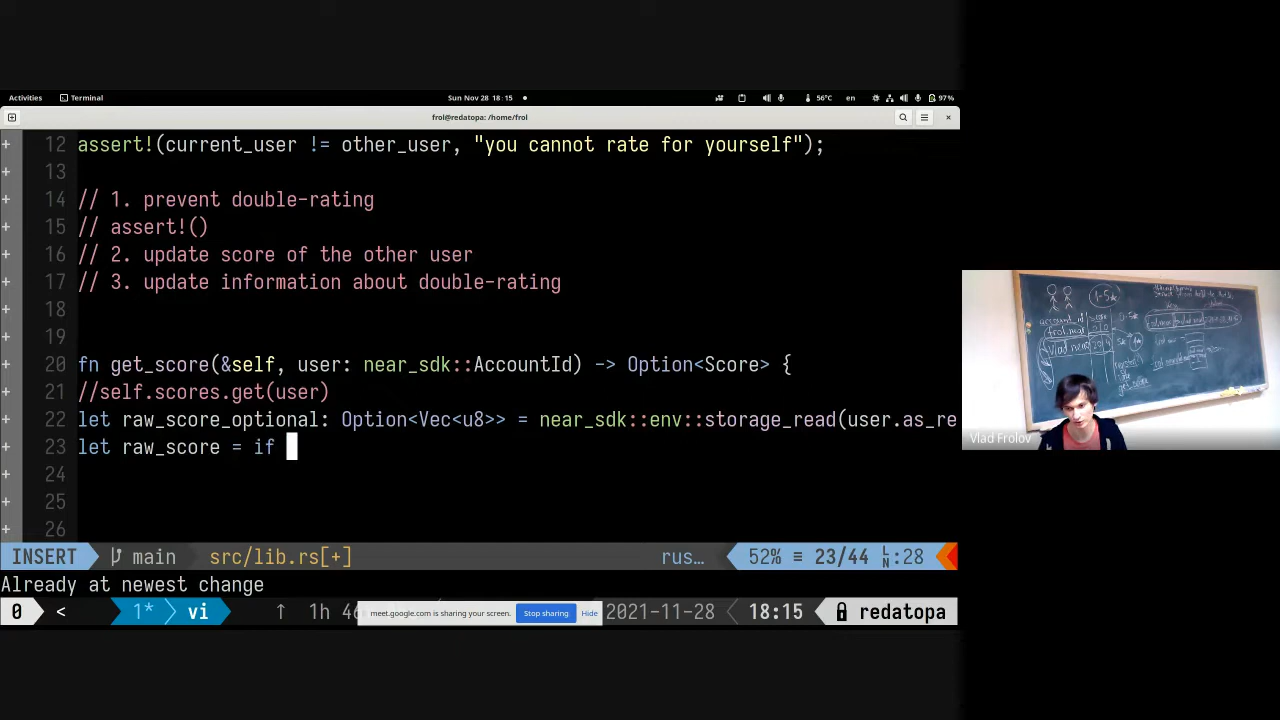 Activities Terminal Sun Nov 28 18:15 56°C en 97%
frol@redatopa: /home/frol
+ 12 assert!(current_user != other_user, "you cannot rate for yourself");
+ 13
+ 14 // 1. prevent double-rating
+ 15 // assert!()
+ 16 // 2. update score of the other user
+ 17 // 3. update information about double-rating
+ 18
+ 19
+ 20 fn get_score(&self, user: near_sdk::AccountId) -> Option<Score> {
+ 21 //self.scores.get(user)
+ 22 let raw_score_optional: Option<Vec<u8>> = near_sdk::env::storage_read(user.as_re
+ 23 let raw_score = if
+ 24
+ 25
+ 26
INSERT main src/lib.rs[+] rus… 52% ≡ 23/44 LN:28
Already at newest change
0 < 1* vi ↑ 1h 46 meet.google.com is sharing your screen. Stop sharing Hide 2021-11-28 < 18:15 redatopa
account_id
Vlad Frolov